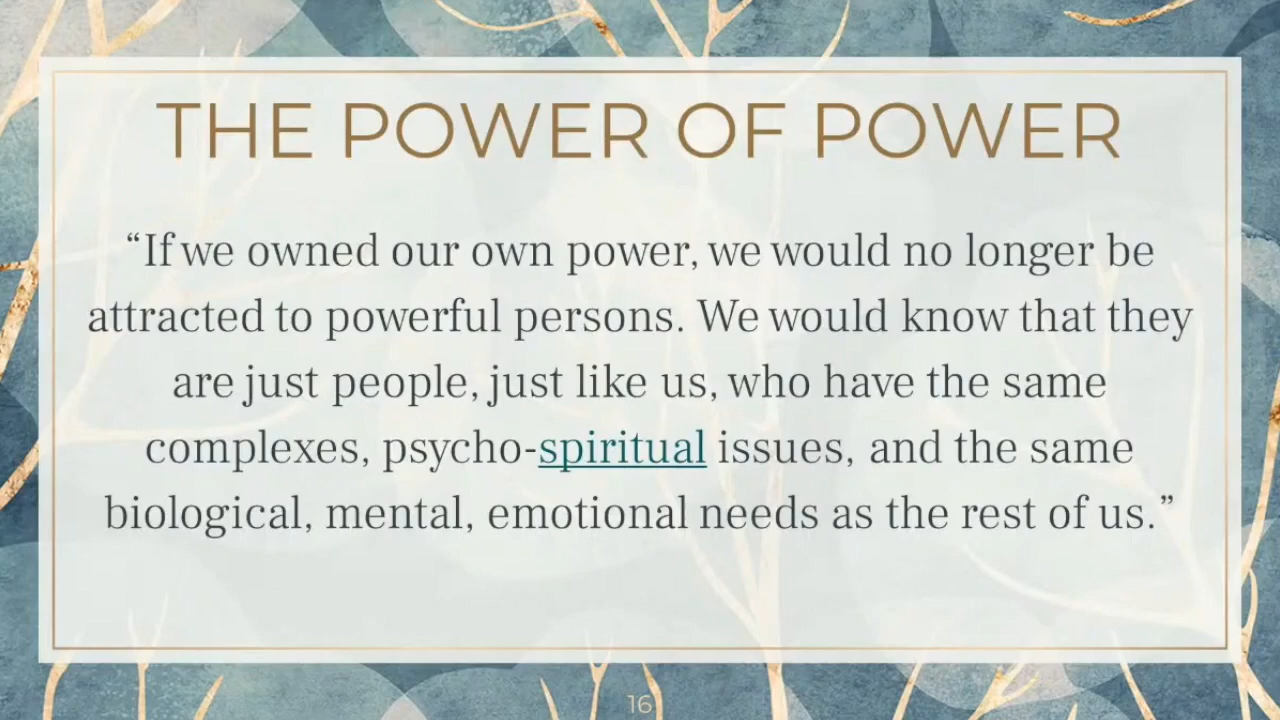 THE POWER OF POWER
“If we owned our own power, we would no longer be
attracted to powerful persons. We would know that they
are just people, just like us, who have the same
complexes, psycho-spiritual issues, and the same
biological, mental, emotional needs as the rest of us.”
16